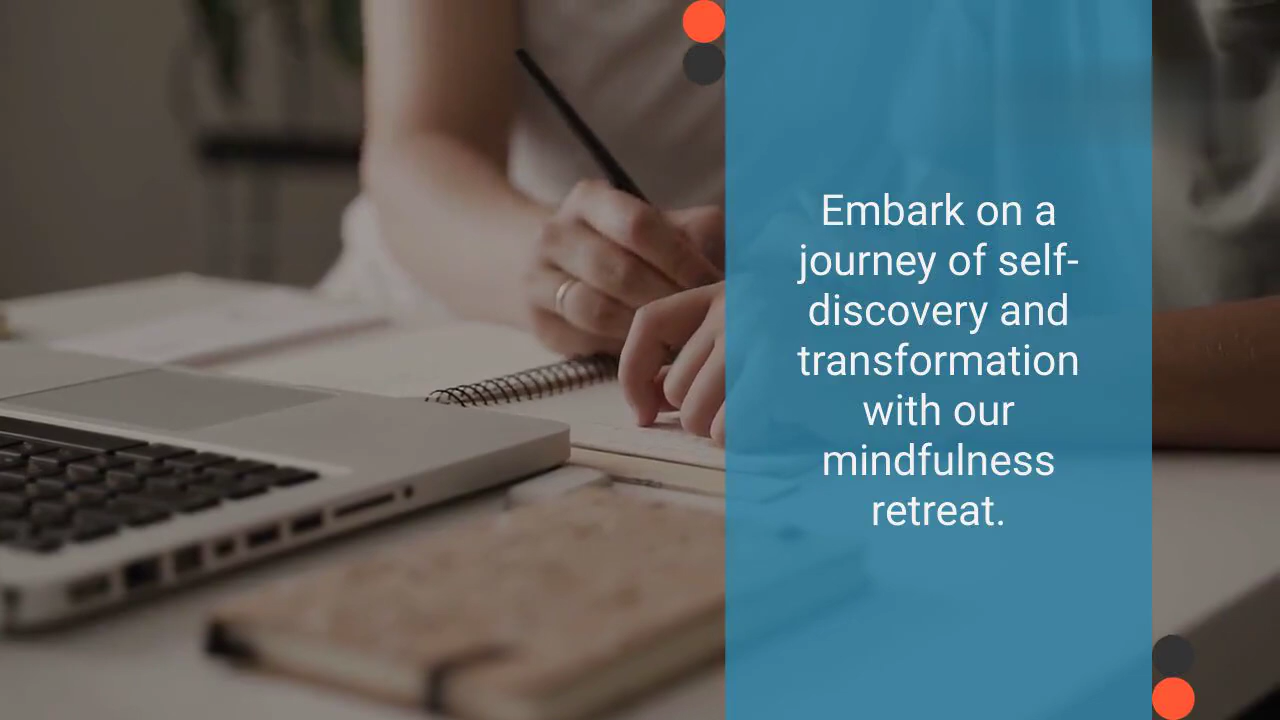 Embark on a
journey of self-
discovery and
transformation
with our
mindfulness
retreat.